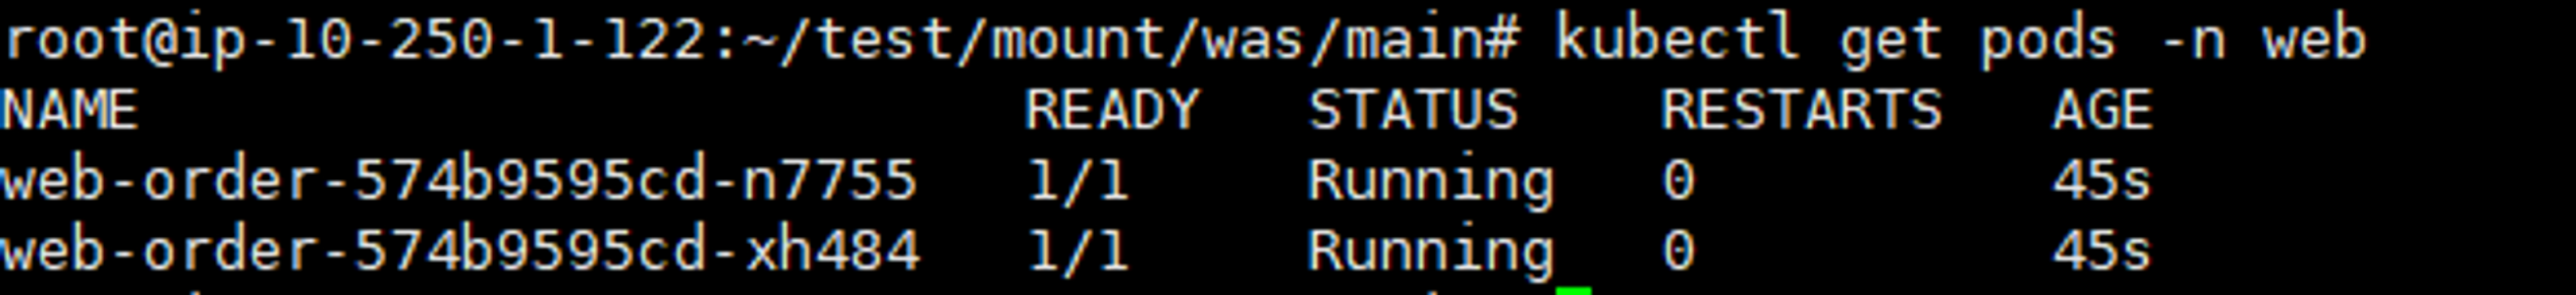 root@ip-10-250-1-122:~/test/mount/was/main# kubectl get pods -n web
NAME                         READY   STATUS    RESTARTS   AGE
web-order-574b9595cd-n7755   1/1     Running   0          45s
web-order-574b9595cd-xh484   1/1     Running   0          45s